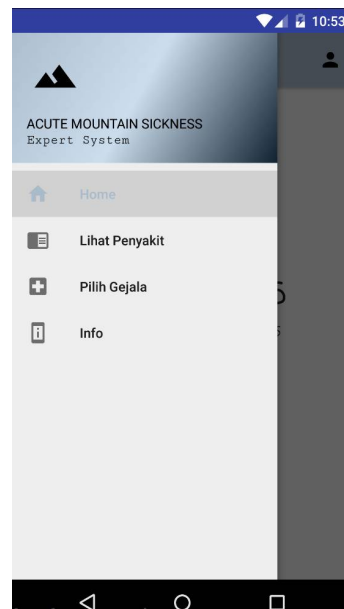 10:53
ACUTE MOUNTAIN SICKNESS
Expert System
Home
Lihat Penyakit
Pilih Gejala
Info